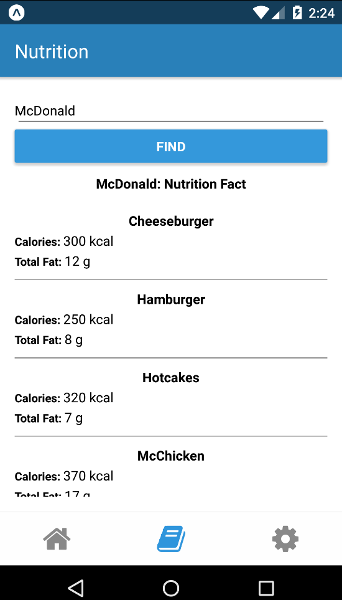 2:24
Nutrition
McDonald
FIND
McDonald: Nutrition Fact
Cheeseburger
Calories: 300 kcal
Total Fat: 12 g
Hamburger
Calories: 250 kcal
Total Fat: 8 g
Hotcakes
Calories: 320 kcal
Total Fat: 7 g
McChicken
Calories: 370 kcal
Total Fat: 17 g